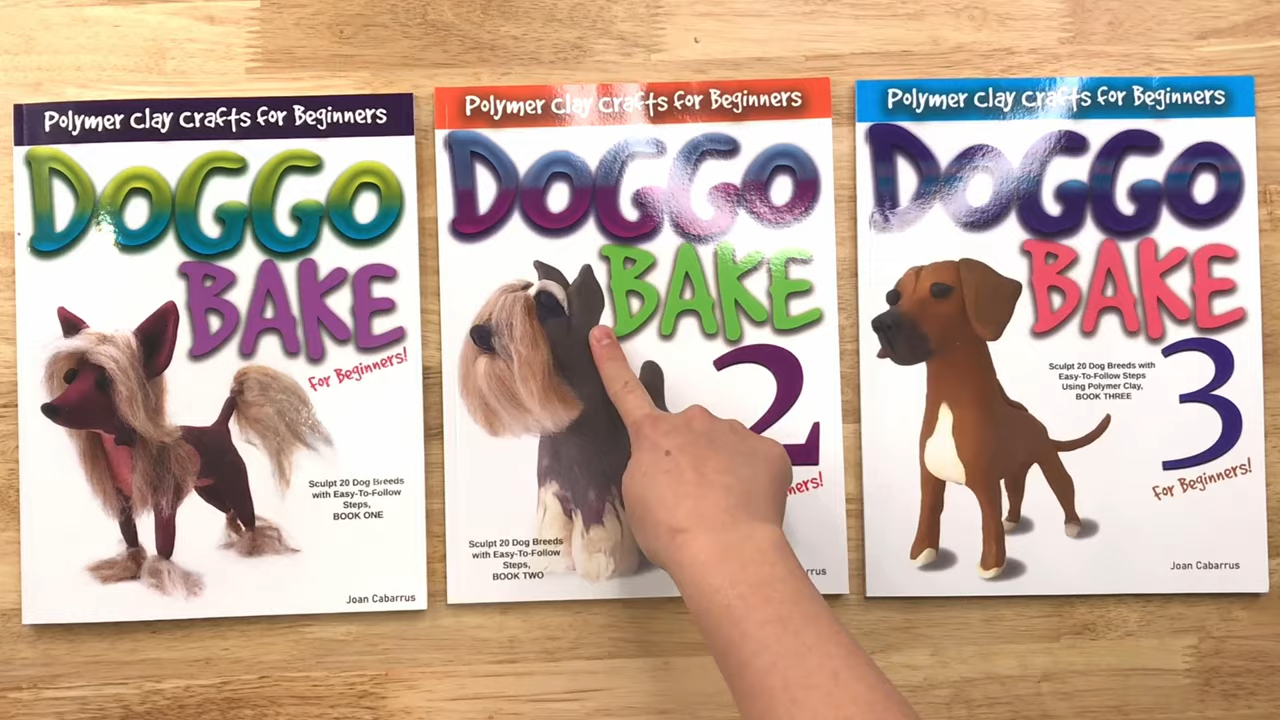 Polymer Clay Crafts for Beginners
DOGGO
BAKE
for Beginners!
Sculpt 20 Dog Breeds
with Easy-To-Follow
Steps,
BOOK ONE
Joan Cabarrus
Polymer Clay Crafts for Beginners
DOGGO
BAKE
2
Sculpt 20 Dog Breeds
with Easy-To-Follow
Steps,
BOOK TWO
Polymer Clay Crafts for Beginners
DOGGO
BAKE
Sculpt 20 Dog Breeds with
Easy-To-Follow Steps
Using Polymer Clay,
BOOK THREE
3
for Beginners!
Joan Cabarrus